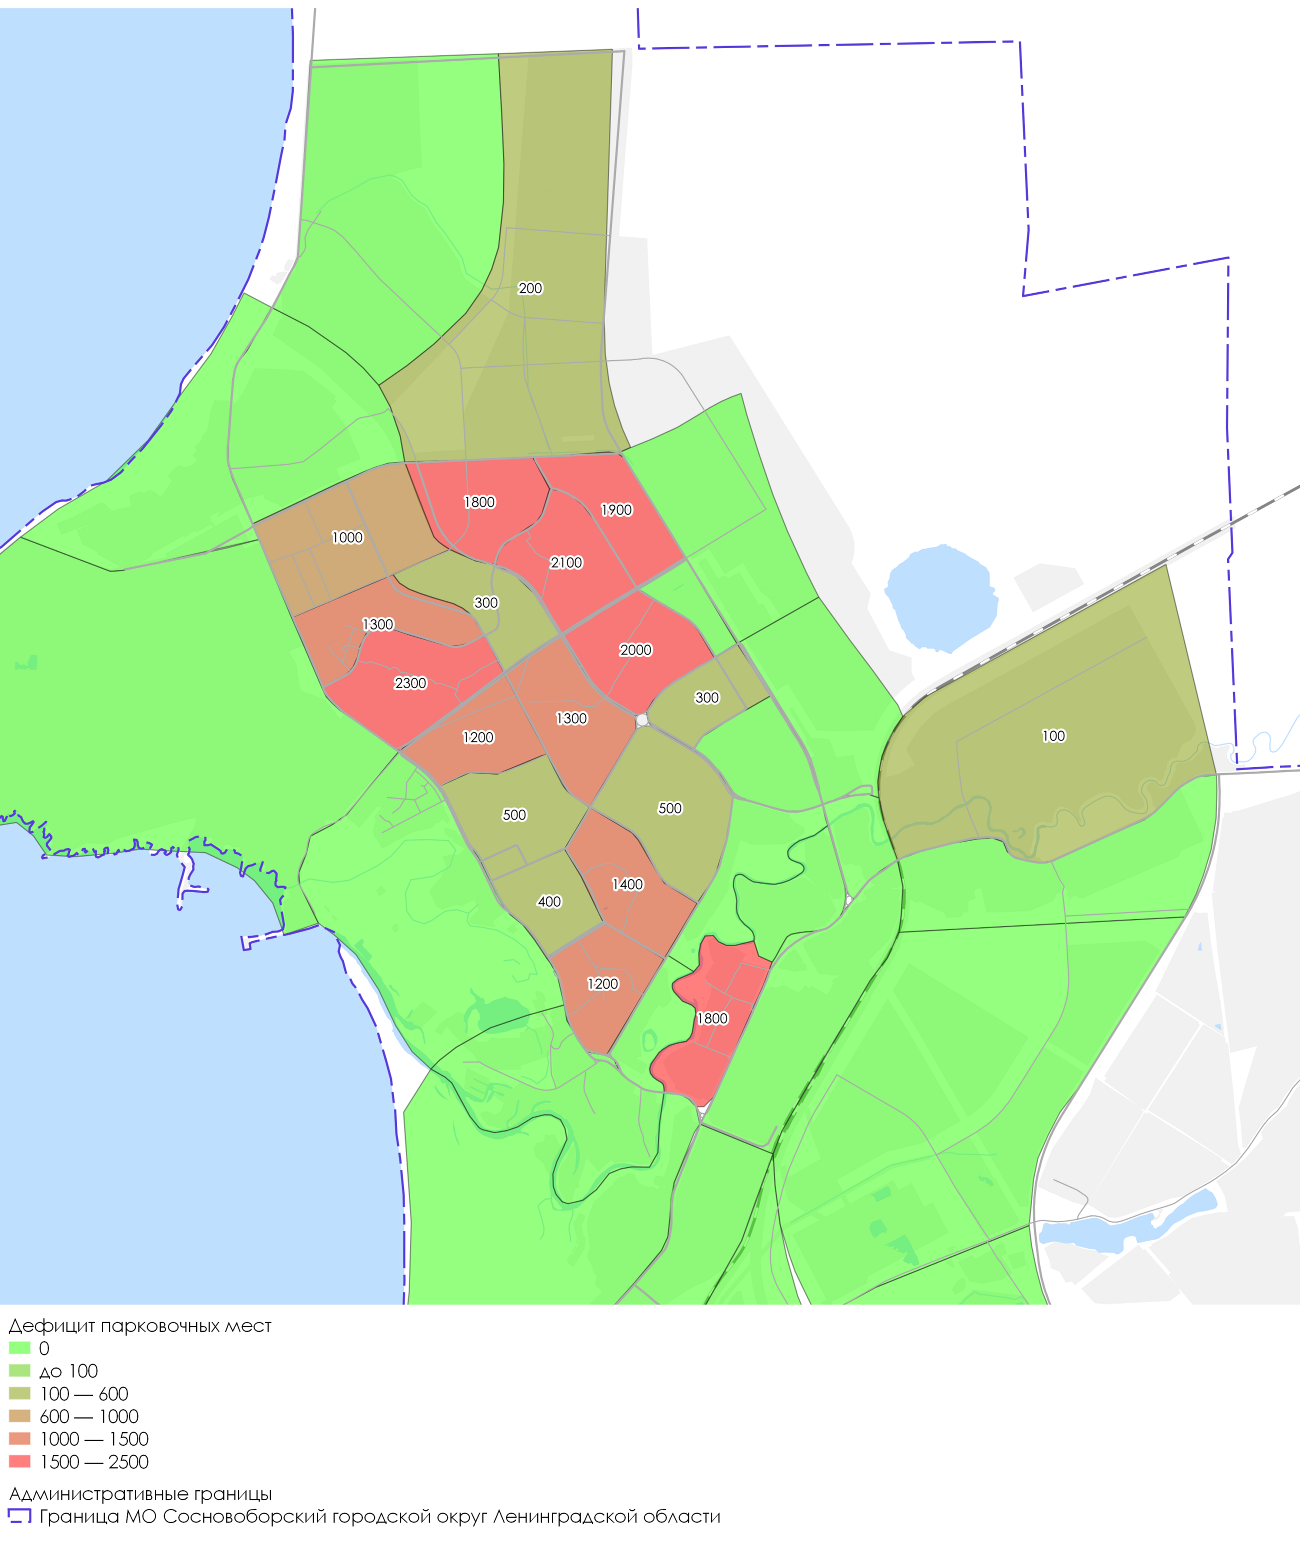 200
1800
1900
1000
2100
300
1300
2000
2300
300
1300
1200
100
500
500
1400
400
1200
1800
Дефицит парковочных мест
0
до 100
100 — 600
600 — 1000
1000 — 1500
1500 — 2500
Административные границы
Граница МО Сосновоборский городской округ Ленинградской области